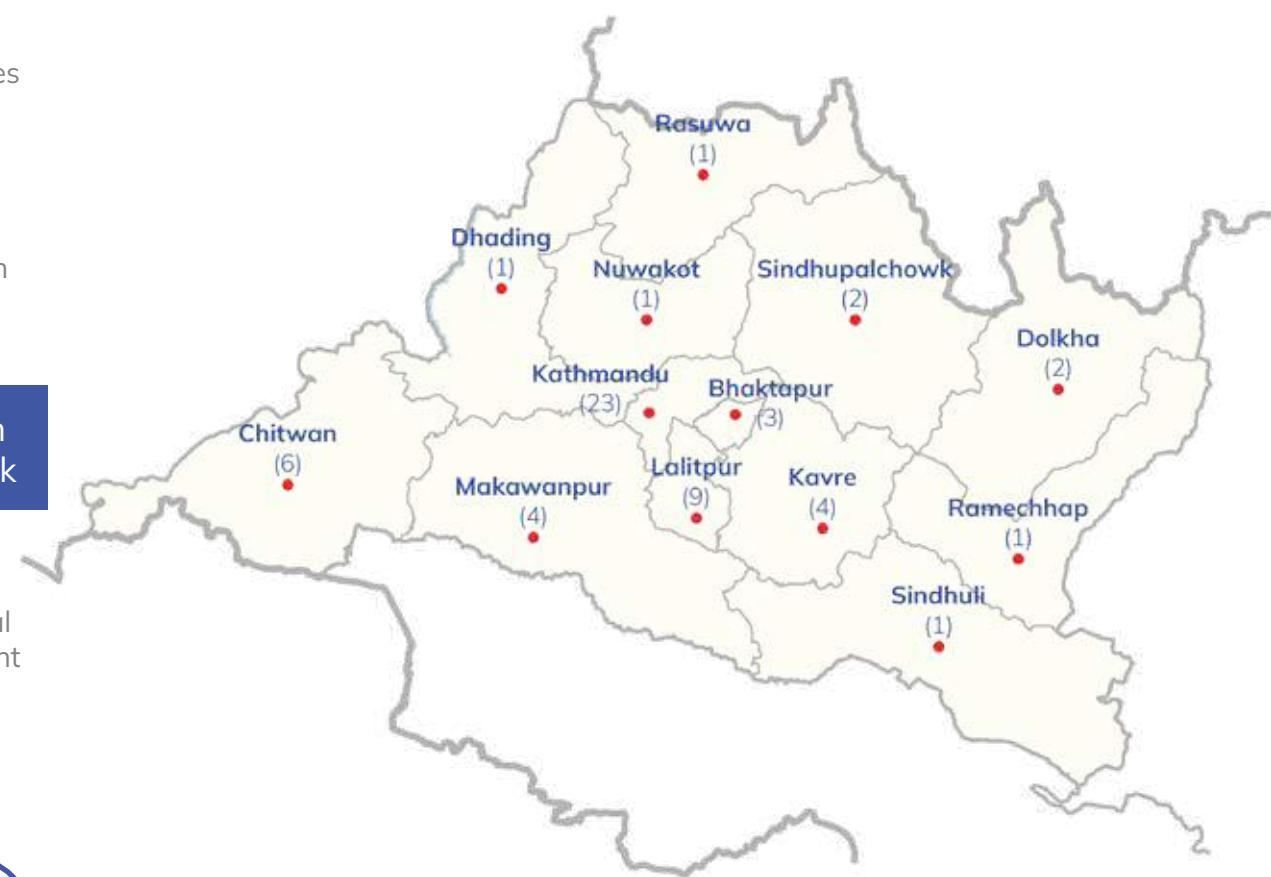 es
n
n
k
al
nt
Rasuwa
(1)
Dhading
(1)
Nuwakot
(1)
Sindhupalchowk
(2)
Dolkha
(2)
Kathmandu
(23)
Bhaktapur
(3)
Chitwan
(6)
Makawanpur
(4)
Lalitpur
(9)
Kavre
(4)
Ramechhap
(1)
Sindhuli
(1)